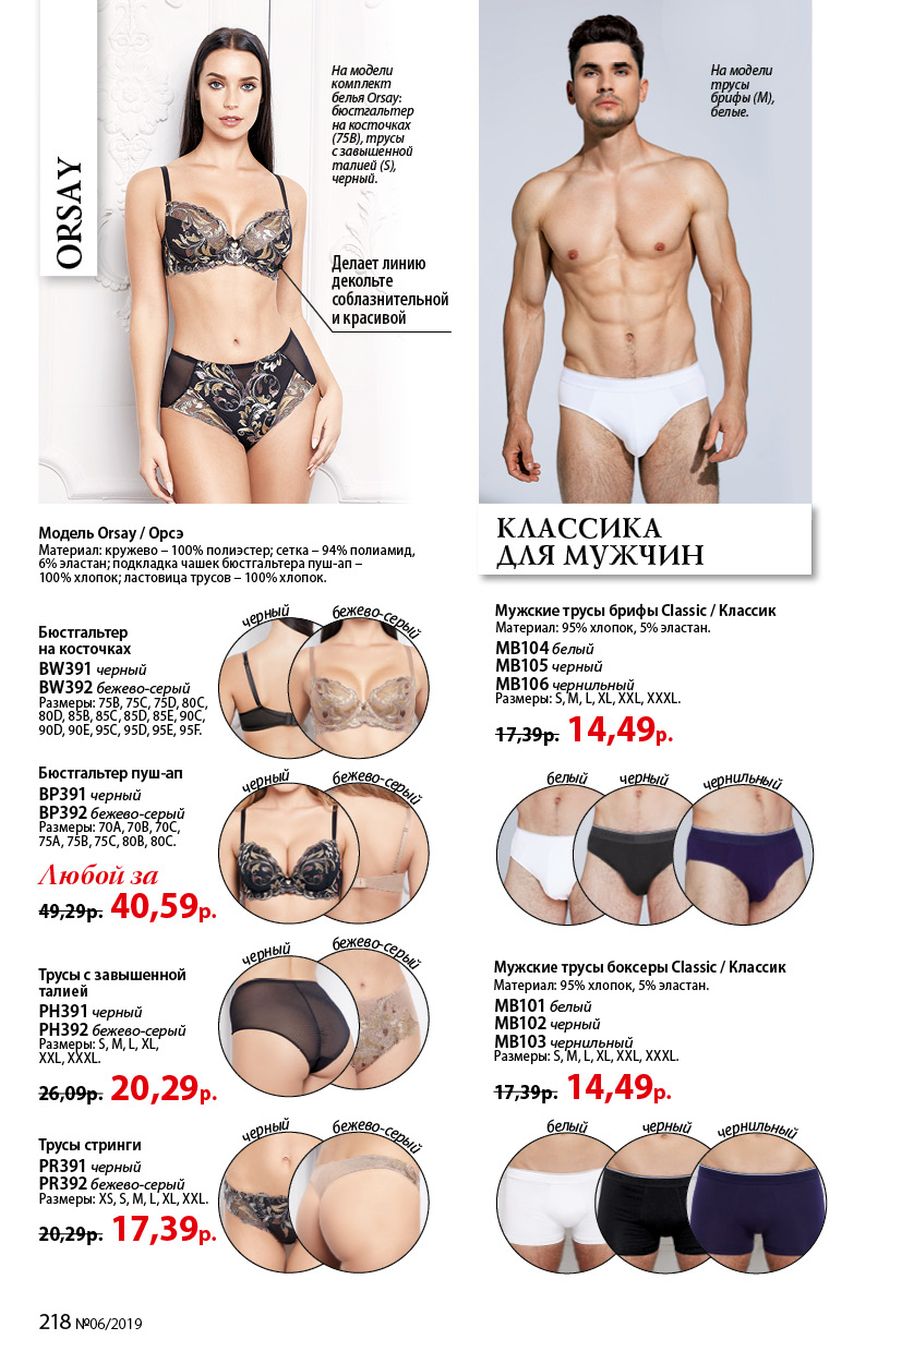 ORSAY
На модели
комплект
белья Orsay:
бюстгальтер
на косточках
(75B), трусы
с завышенной
талией (S),
черный.
Делает линию
декольте
соблазнительной
и красивой
Модель Orsay / Орсэ
Материал: кружево – 100% полиэстер; сетка – 94% полиамид,
6% эластан; подкладка чашек бюстгальтера пуш-ап –
100% хлопок; ластовица трусов – 100% хлопок.
Бюстгальтер
на косточках
BW391 черный
BW392 бежево-серый
Размеры: 75B, 75C, 75D, 80C,
80D, 85B, 85C, 85D, 85E, 90C,
90D, 90E, 95C, 95D, 95E, 95F.
черный
бежево-серый
Бюстгальтер пуш-ап
BP391 черный
BP392 бежево-серый
Размеры: 70A, 70B, 70C,
75A, 75B, 75C, 80B, 80C.
Любой за
49,29р. 40,59р.
черный
бежево-серый
Трусы с завышенной
талией
PH391 черный
PH392 бежево-серый
Размеры: S, M, L, XL,
XXL, XXXL.
26,09р. 20,29р.
черный
бежево-серый
Трусы стринги
PR391 черный
PR392 бежево-серый
Размеры: XS, S, M, L, XL, XXL.
20,29р. 17,39р.
черный
бежево-серый
218 №06/2019
На модели
трусы
брифы (M),
белые.
КЛАССИКА
ДЛЯ МУЖЧИН
Мужские трусы брифы Classic / Классик
Материал: 95% хлопок, 5% эластан.
MB104 белый
MB105 черный
MB106 чернильный
Размеры: S, M, L, XL, XXL, XXXL.
17,39р. 14,49р.
белый
черный
чернильный
Мужские трусы боксеры Classic / Классик
Материал: 95% хлопок, 5% эластан.
MB101 белый
MB102 черный
MB103 чернильный
Размеры: S, M, L, XL, XXL, XXXL.
17,39р. 14,49р.
белый
черный
чернильный